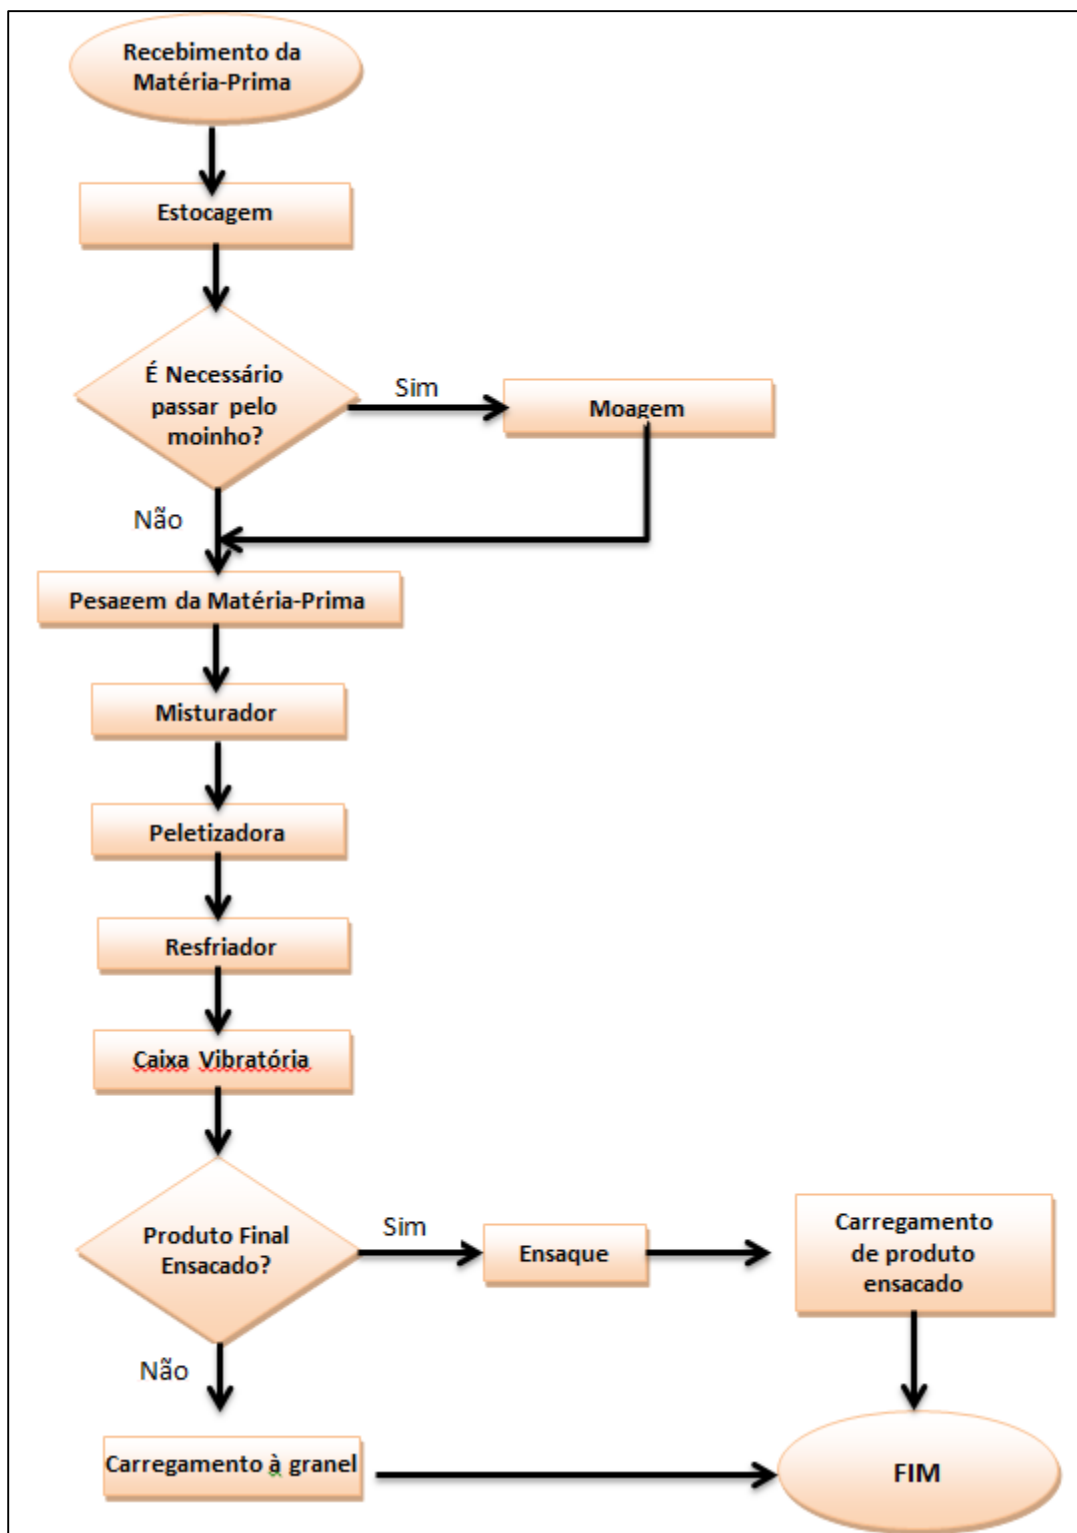 Recebimento da
Matéria-Prima
Estocagem
É Necessário
passar pelo
moinho?
Sim
Moagem
Não
Pesagem da Matéria-Prima
Misturador
Peletizadora
Resfriador
Caixa Vibratória
Produto Final
Ensacado?
Sim
Ensaque
Carregamento
de produto
ensacado
Não
Carregamento à granel
FIM